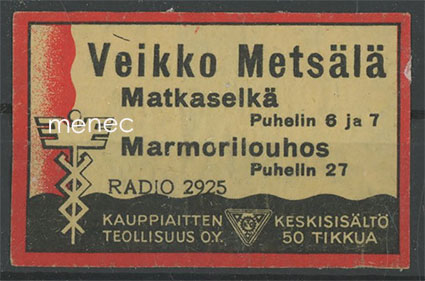 Veikko Metsälä
Matkaselkä
Puhelin 6 ja 7
menec
Marmorilouhos
Puhelin 27
RADIO 2925
KAUPPIAITTEN
TEOLLISUUS O.Y.
KESKISISÄLTÖ
50 TIKKUA